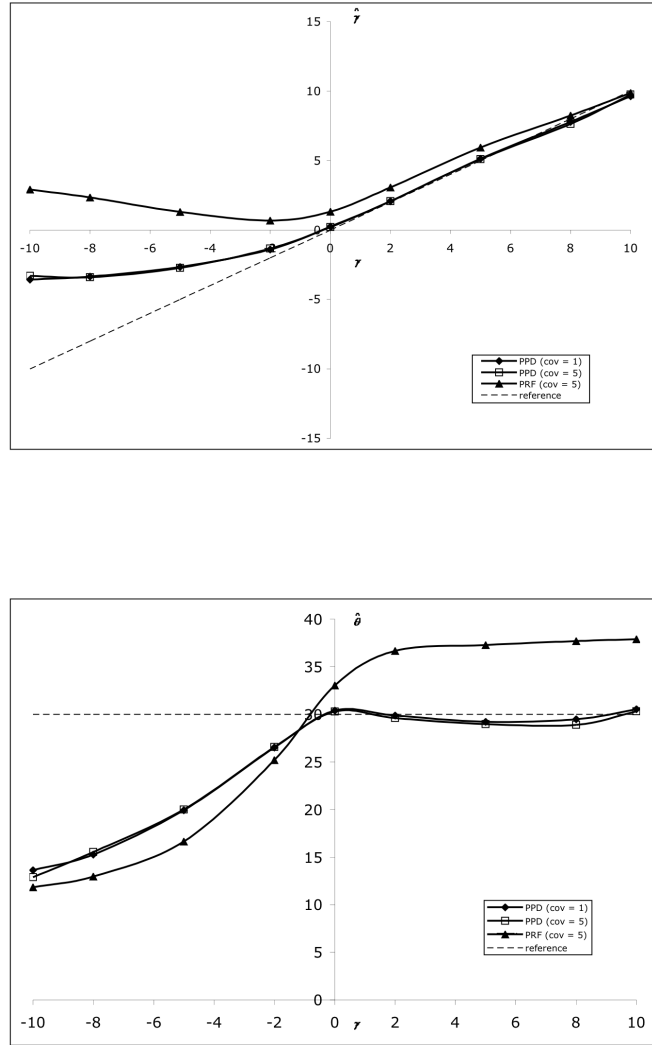 γ̂
15
10
5
0
-10 -8 -6 -4 -2 0 2 4 6 8 10
γ
-5
-10
-15
PPD (cov = 1)
PPD (cov = 5)
PRF (cov = 5)
reference
θ̂
40
35
30
25
20
15
10
5
0
-10 -8 -6 -4 -2 0 γ 2 4 6 8 10
PPD (cov = 1)
PPD (cov = 5)
PRF (cov = 5)
reference